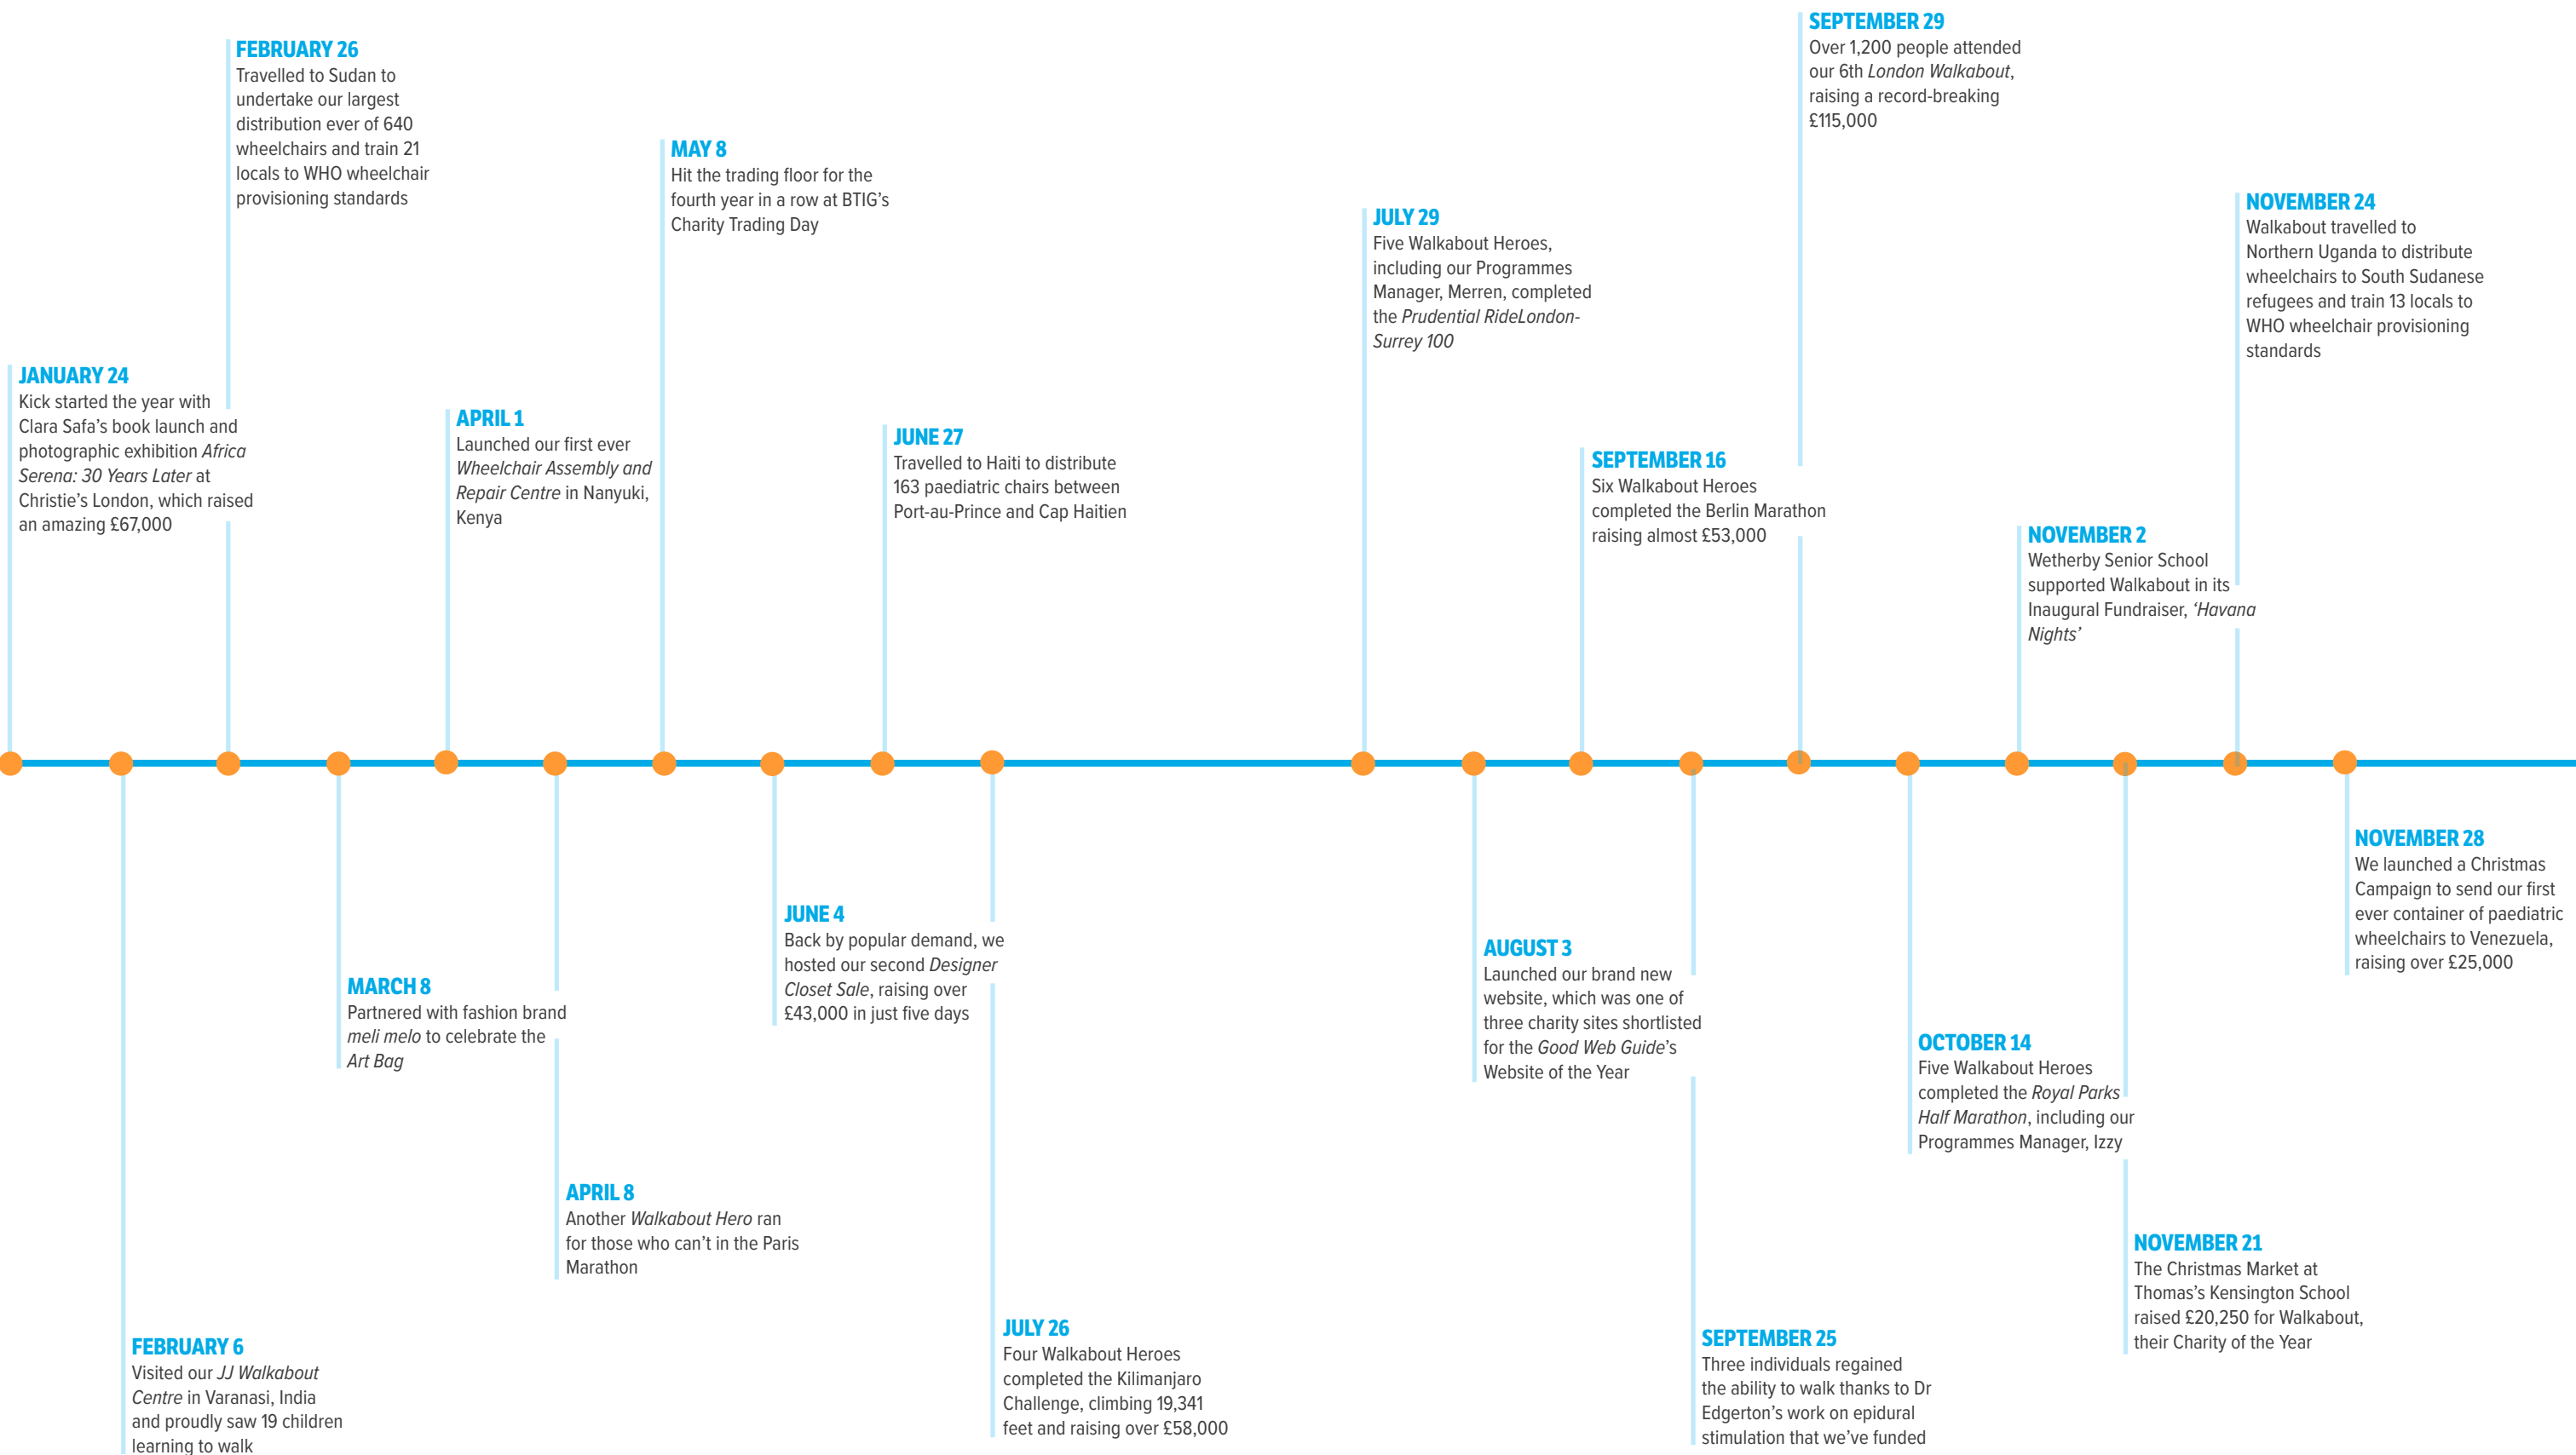 JANUARY 24
Kick started the year with
Clara Safa’s book launch and
photographic exhibition Africa
Serena: 30 Years Later at
Christie’s London, which raised
an amazing £67,000
FEBRUARY 6
Visited our JJ Walkabout
Centre in Varanasi, India
and proudly saw 19 children
learning to walk
FEBRUARY 26
Travelled to Sudan to
undertake our largest
distribution ever of 640
wheelchairs and train 21
locals to WHO wheelchair
provisioning standards
MARCH 8
Partnered with fashion brand
meli melo to celebrate the
Art Bag
APRIL 1
Launched our first ever
Wheelchair Assembly and
Repair Centre in Nanyuki,
Kenya
APRIL 8
Another Walkabout Hero ran
for those who can’t in the Paris
Marathon
MAY 8
Hit the trading floor for the
fourth year in a row at BTIG’s
Charity Trading Day
JUNE 4
Back by popular demand, we
hosted our second Designer
Closet Sale, raising over
£43,000 in just five days
JUNE 27
Travelled to Haiti to distribute
163 paediatric chairs between
Port-au-Prince and Cap Haitien
JULY 26
Four Walkabout Heroes
completed the Kilimanjaro
Challenge, climbing 19,341
feet and raising over £58,000
JULY 29
Five Walkabout Heroes,
including our Programmes
Manager, Merren, completed
the Prudential RideLondon-
Surrey 100
AUGUST 3
Launched our brand new
website, which was one of
three charity sites shortlisted
for the Good Web Guide’s
Website of the Year
SEPTEMBER 16
Six Walkabout Heroes
completed the Berlin Marathon
raising almost £53,000
SEPTEMBER 25
Three individuals regained
the ability to walk thanks to Dr
Edgerton’s work on epidural
stimulation that we’ve funded
SEPTEMBER 29
Over 1,200 people attended
our 6th London Walkabout,
raising a record-breaking
£115,000
OCTOBER 14
Five Walkabout Heroes
completed the Royal Parks
Half Marathon, including our
Programmes Manager, Izzy
NOVEMBER 2
Wetherby Senior School
supported Walkabout in its
Inaugural Fundraiser, ‘Havana
Nights’
NOVEMBER 21
The Christmas Market at
Thomas’s Kensington School
raised £20,250 for Walkabout,
their Charity of the Year
NOVEMBER 24
Walkabout travelled to
Northern Uganda to distribute
wheelchairs to South Sudanese
refugees and train 13 locals to
WHO wheelchair provisioning
standards
NOVEMBER 28
We launched a Christmas
Campaign to send our first
ever container of paediatric
wheelchairs to Venezuela,
raising over £25,000